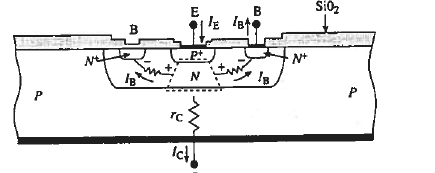 SiO₂
E
B
B
I_E
I_B
N⁺
P⁺
N⁺
−
+
+
−
I_B
N
I_B
P
P
r_C
I_C